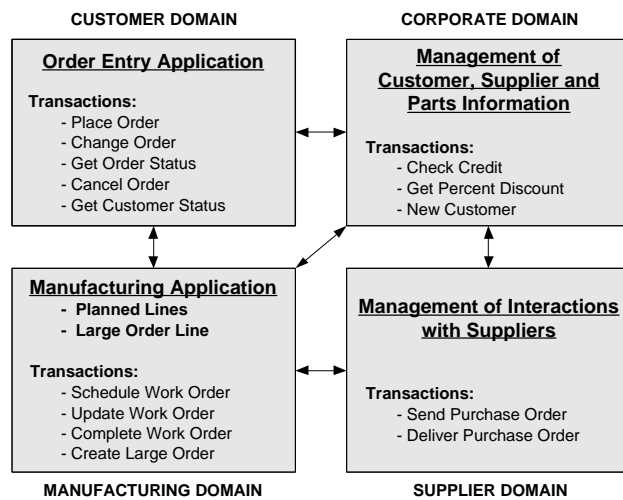 CUSTOMER DOMAIN
Order Entry Application
Transactions:
- Place Order
- Change Order
- Get Order Status
- Cancel Order
- Get Customer Status
CORPORATE DOMAIN
Management of
Customer, Supplier and
Parts Information
Transactions:
- Check Credit
- Get Percent Discount
- New Customer
Manufacturing Application
- Planned Lines
- Large Order Line
Transactions:
- Schedule Work Order
- Update Work Order
- Complete Work Order
- Create Large Order
MANUFACTURING DOMAIN
Management of Interactions
with Suppliers
Transactions:
- Send Purchase Order
- Deliver Purchase Order
SUPPLIER DOMAIN